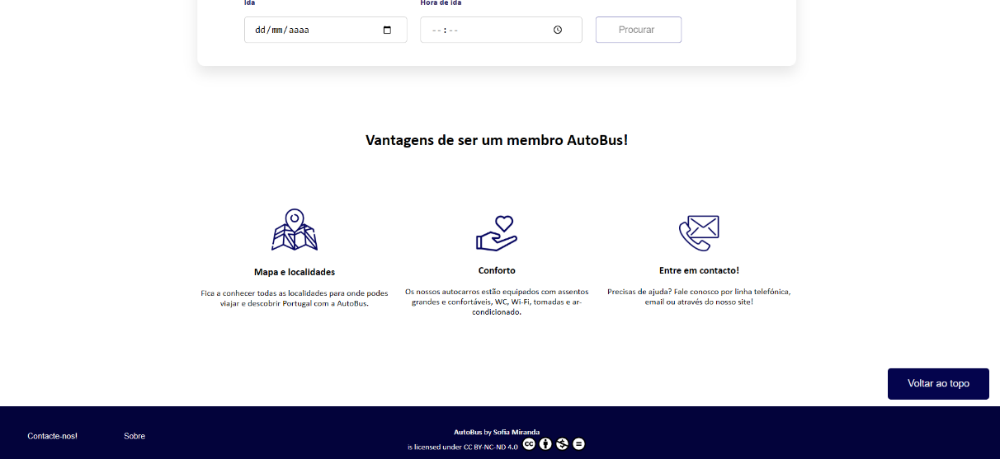 Ida
Hora de ida
dd/mm/aaaa
--:--
Procurar
Vantagens de ser um membro AutoBus!
Mapa e localidades
Fica a conhecer todas as localidades para onde podes
viajar e descobrir Portugal com a AutoBus.
Conforto
Os nossos autocarros estão equipados com assentos
grandes e confortáveis, WC, Wi-Fi, tomadas e ar-
condicionado.
Entre em contacto!
Precisas de ajuda? Fale conosco por linha telefónica,
email ou através do nosso site!
Voltar ao topo
Contacte-nos!
Sobre
AutoBus by Sofia Miranda
is licensed under CC BY-NC-ND 4.0